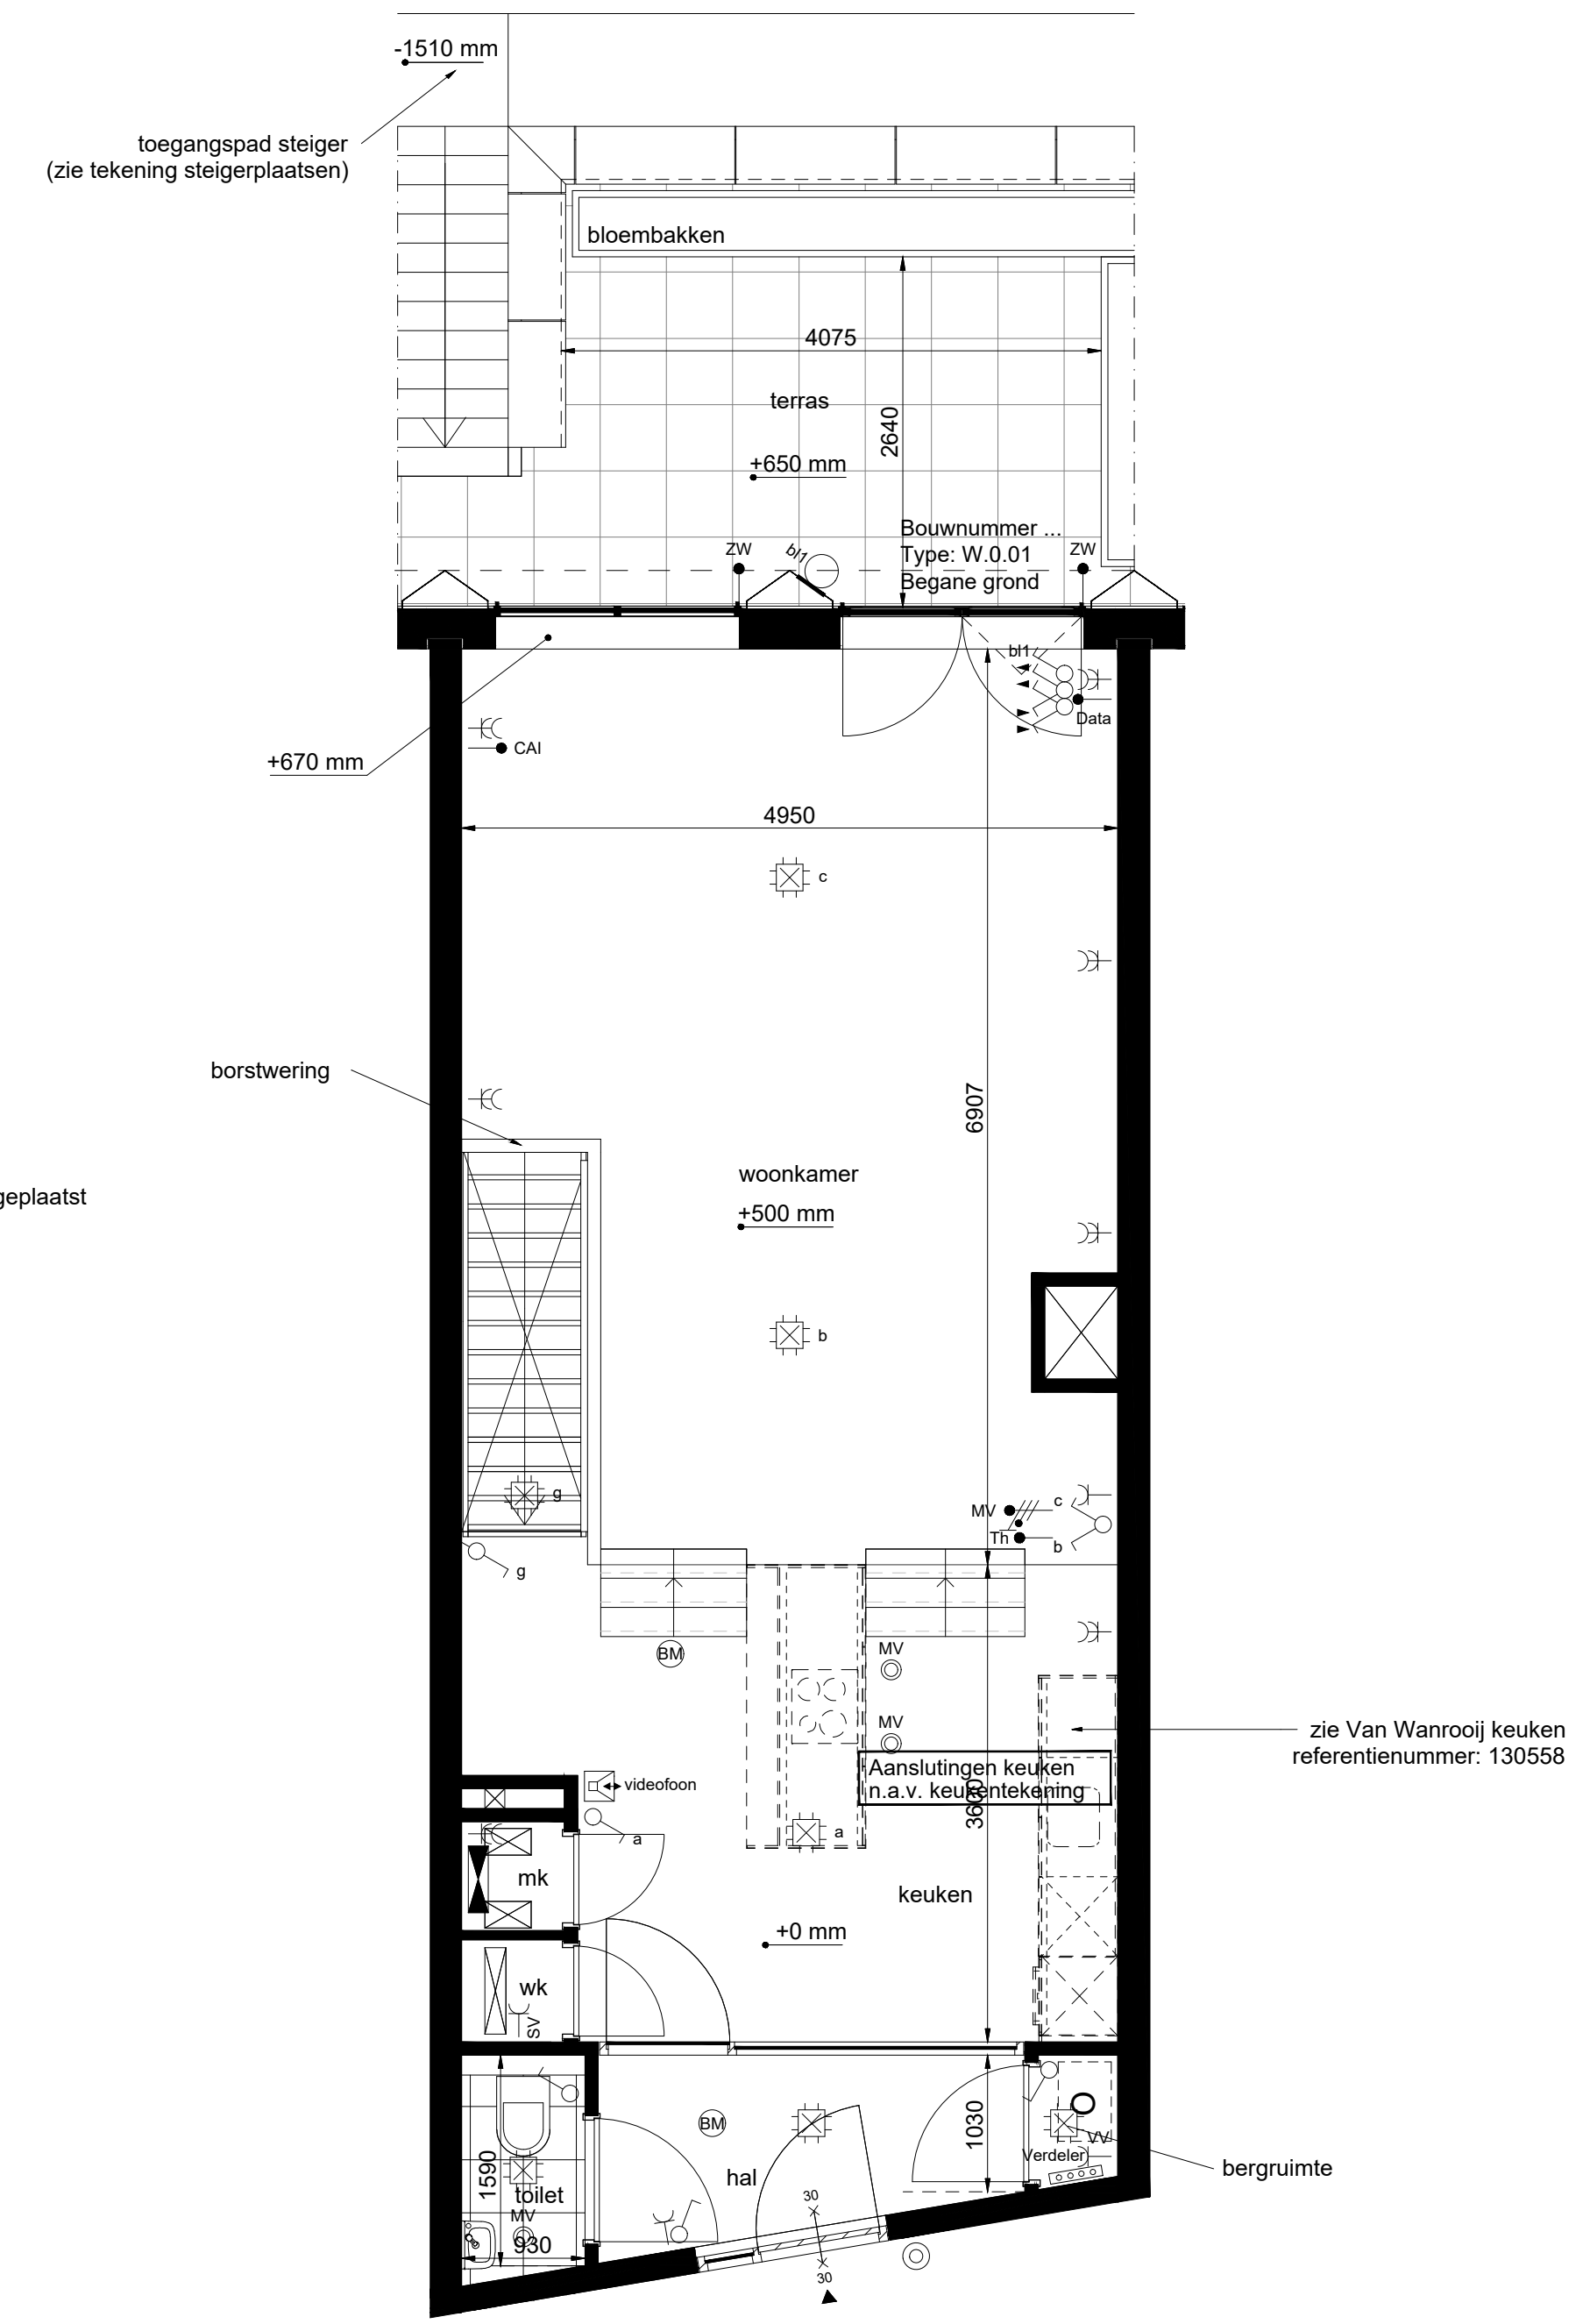 -1510 mm
toegangspad steiger
(zie tekening steigerplaatsen)
bloembakken
4075
terras
2640
+650 mm
Bouwnummer ...
Type: W.0.01
Begane grond
ZW
bl1
ZW
bl1
Data
CAI
+670 mm
4950
c
6907
borstwering
woonkamer
+500 mm
geplaatst
b
g
MV
c
Th
b
g
BM
MV
MV
zie Van Wanrooij keuken
referentienummer: 130558
Aanslutingen keuken
n.a.v. keukentekening
3600
videofoon
a
a
mk
keuken
+0 mm
wk
SV
BM
1030
O
VV
Verdeler
bergruimte
1590
toilet
MV
930
hal
30
30